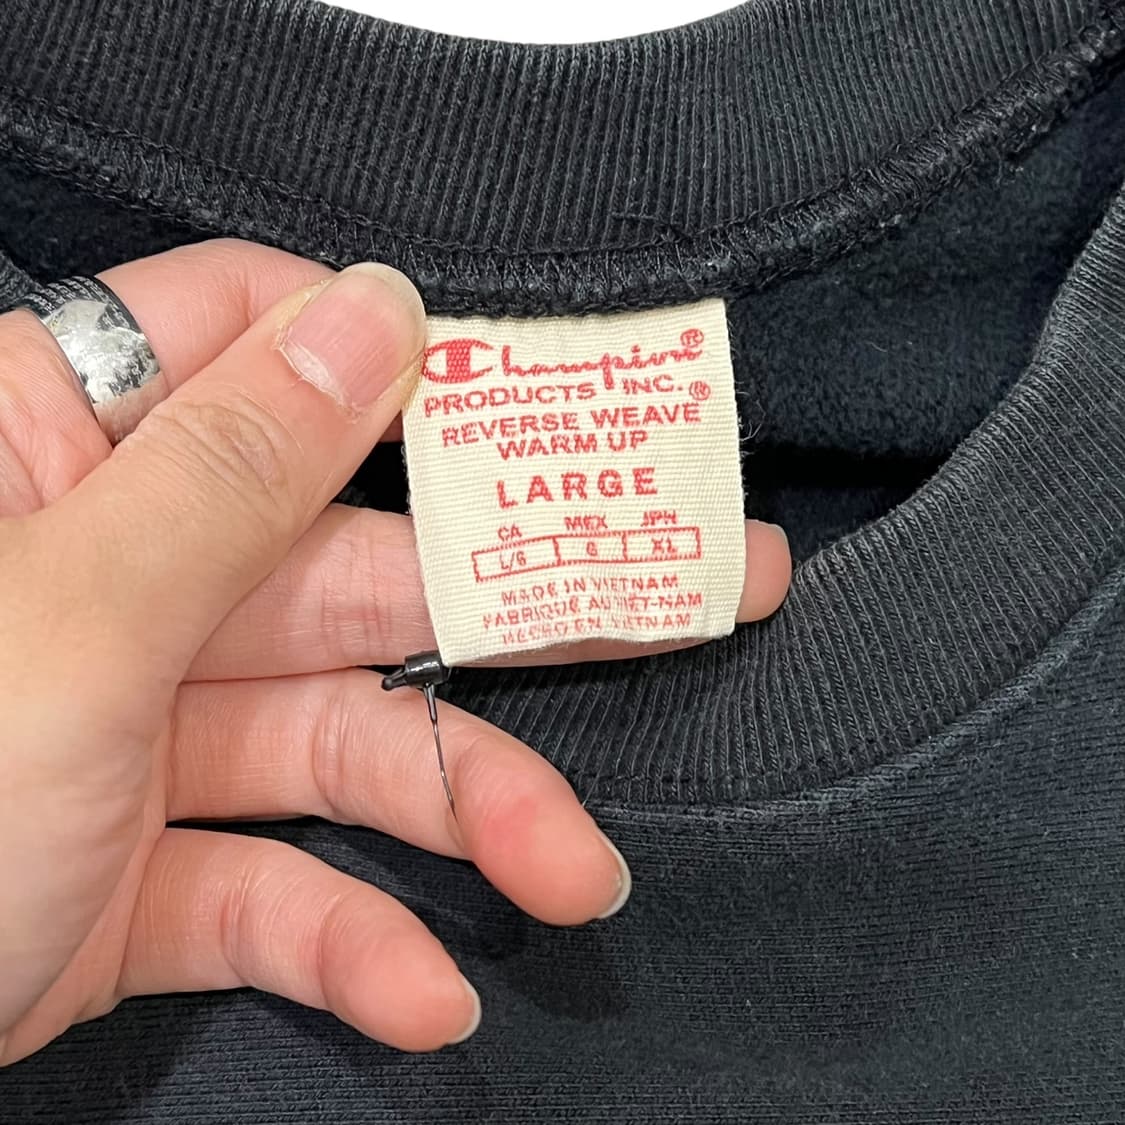 Champion®
PRODUCTS INC.®
REVERSE WEAVE
WARM UP
LARGE
CA MEX JPN
L/G G XL
MADE IN VIETNAM
FABRIQUÉ AU VIET-NAM
HECHO EN VIETNAM